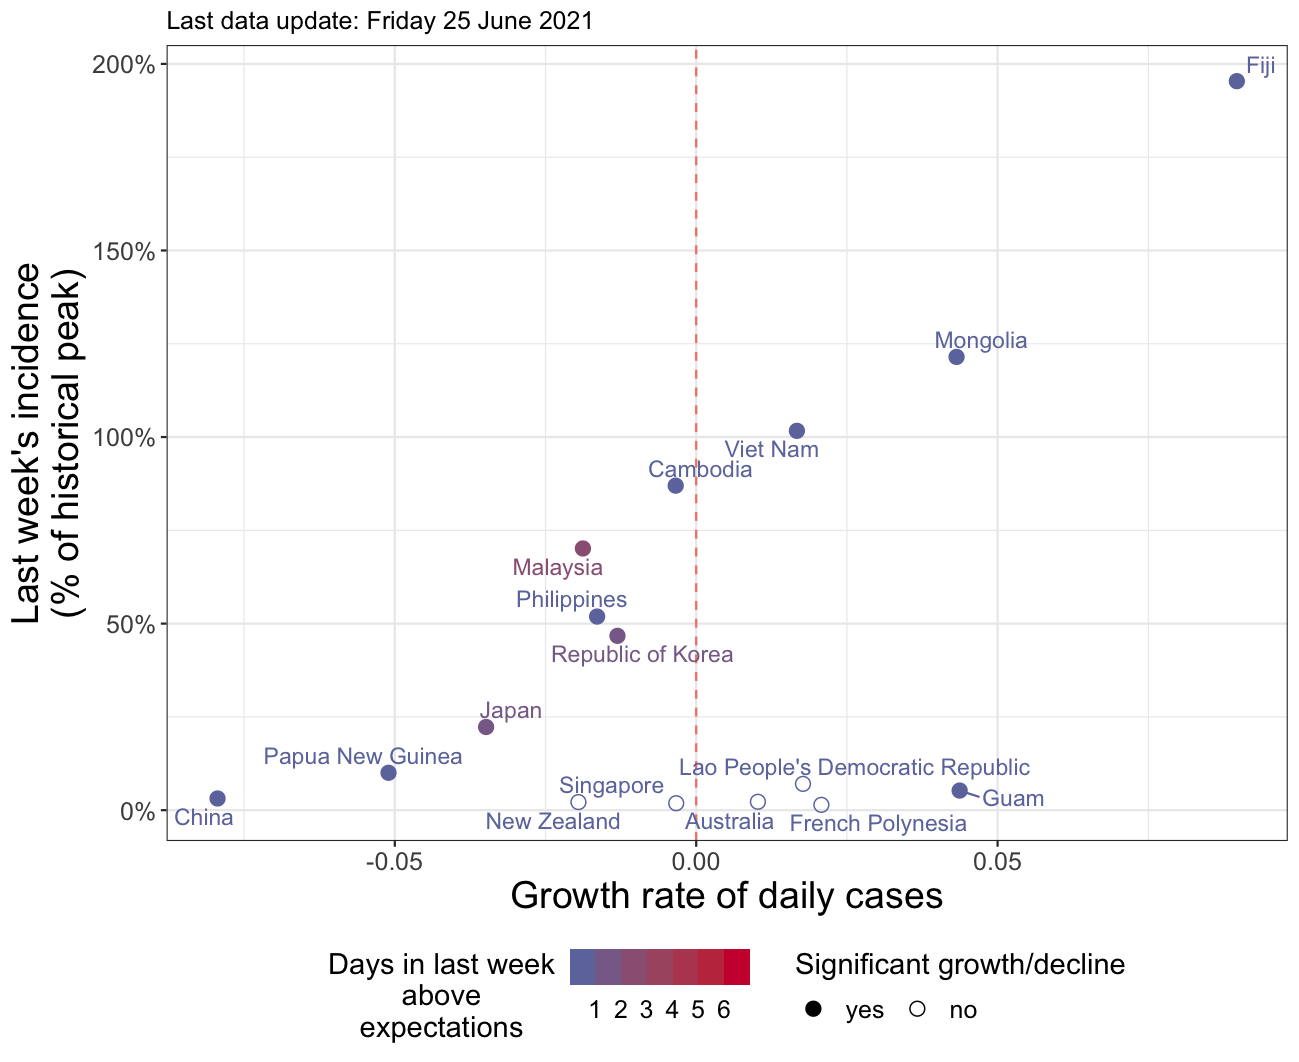 Last data update: Friday 25 June 2021
200%
Fiji
150%
Mongolia
100%
Viet Nam
Cambodia
Malaysia
Philippines
50%
Republic of Korea
Japan
Papua New Guinea
Lao People's Democratic Republic
Singapore
Guam
0%
China
New Zealand
Australia
French Polynesia
-0.05
0.00
0.05
Last week's incidence
(% of historical peak)
Growth rate of daily cases
Days in last week
above
expectations
1 2 3 4 5 6
Significant growth/decline
yes
no